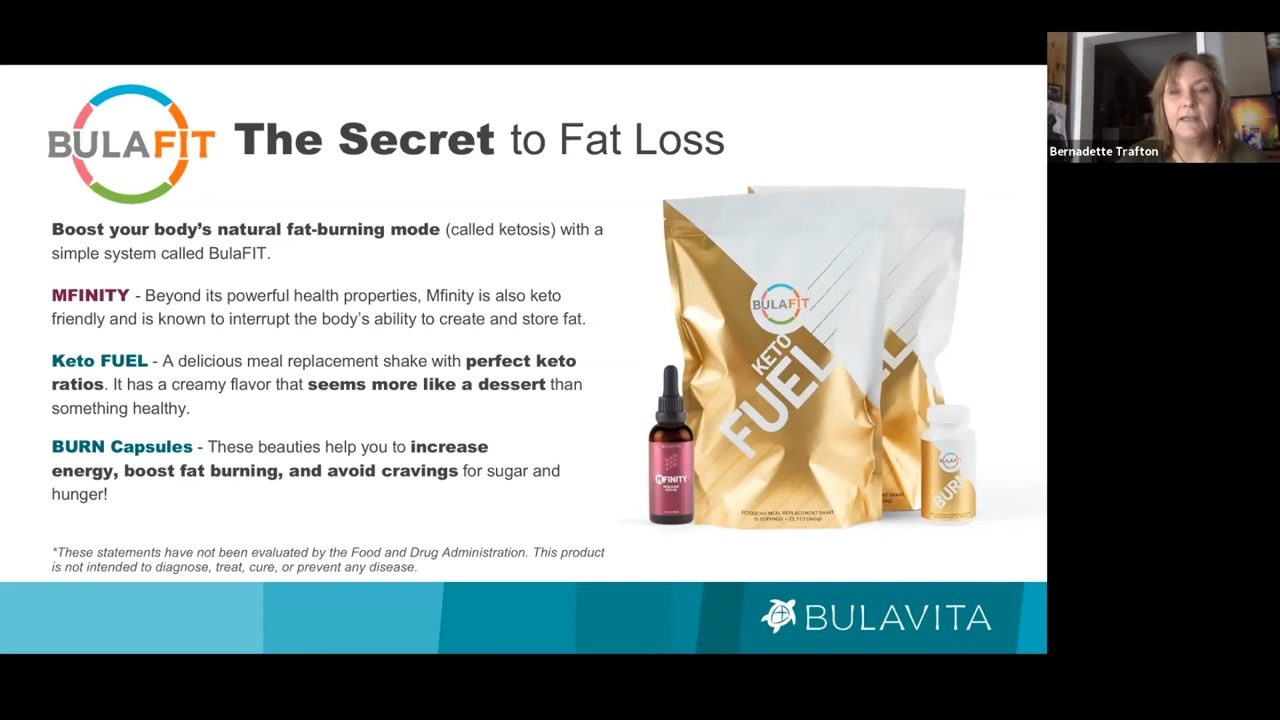 BULAFIT The Secret to Fat Loss
Boost your body's natural fat-burning mode (called ketosis) with a
simple system called BulaFIT.
MFINITY - Beyond its powerful health properties, Mfinity is also keto
friendly and is known to interrupt the body's ability to create and store fat.
Keto FUEL - A delicious meal replacement shake with perfect keto
ratios. It has a creamy flavor that seems more like a dessert than
something healthy.
BURN Capsules - These beauties help you to increase
energy, boost fat burning, and avoid cravings for sugar and
hunger!
*These statements have not been evaluated by the Food and Drug Administration. This product
is not intended to diagnose, treat, cure, or prevent any disease.
BULAFIT
KETO
FUEL
KETOGENIC MEAL REPLACEMENT SHAKE
BULAVITA
MFINITY
BULAFIT
BURN
BULAVITA
Bernadette Trafton